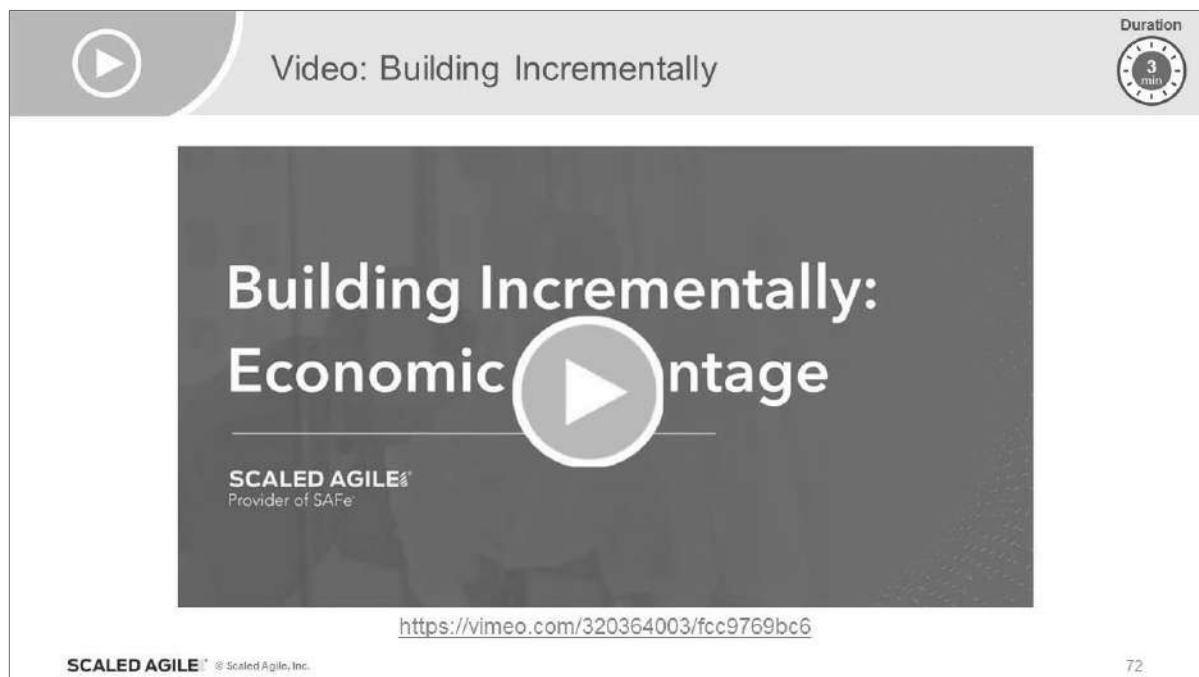 Duration
3
min
Video: Building Incrementally
Building Incrementally:
Economic ntage
SCALED AGILE®
Provider of SAFe®
https://vimeo.com/320364003/fcc9769bc6
SCALED AGILE® © Scaled Agile, Inc.
72